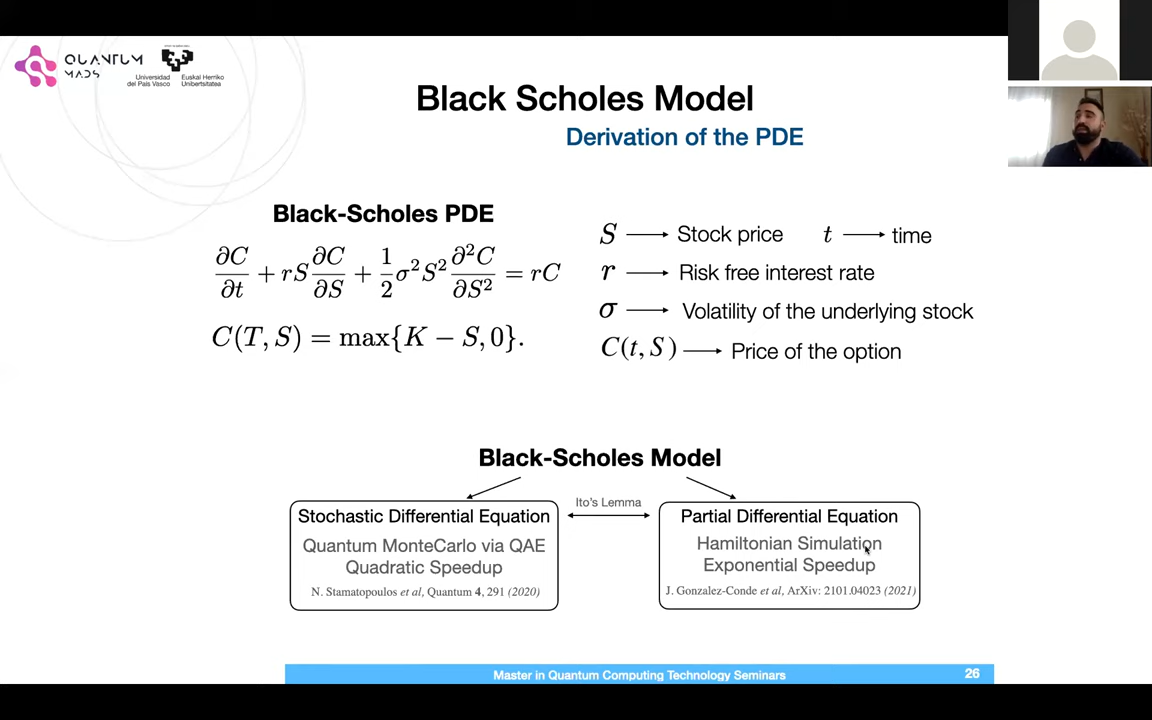 QUANTUM
MADS
Universidad Euskal Herriko
del País Vasco Unibertsitatea
Black Scholes Model
Derivation of the PDE
Black-Scholes PDE
∂C/∂t + rS ∂C/∂S + 1/2 σ²S² ∂²C/∂S² = rC
C(T, S) = max{K − S, 0}.
S → Stock price t → time
r → Risk free interest rate
σ → Volatility of the underlying stock
C(t, S) → Price of the option
Black-Scholes Model
Ito's Lemma
Stochastic Differential Equation
Quantum MonteCarlo via QAE
Quadratic Speedup
N. Stamatopoulos et al, Quantum 4, 291 (2020)
Partial Differential Equation
Hamiltonian Simulation
Exponential Speedup
J. Gonzalez-Conde et al, ArXiv: 2101.04023 (2021)
Master in Quantum Computing Technology Seminars 26